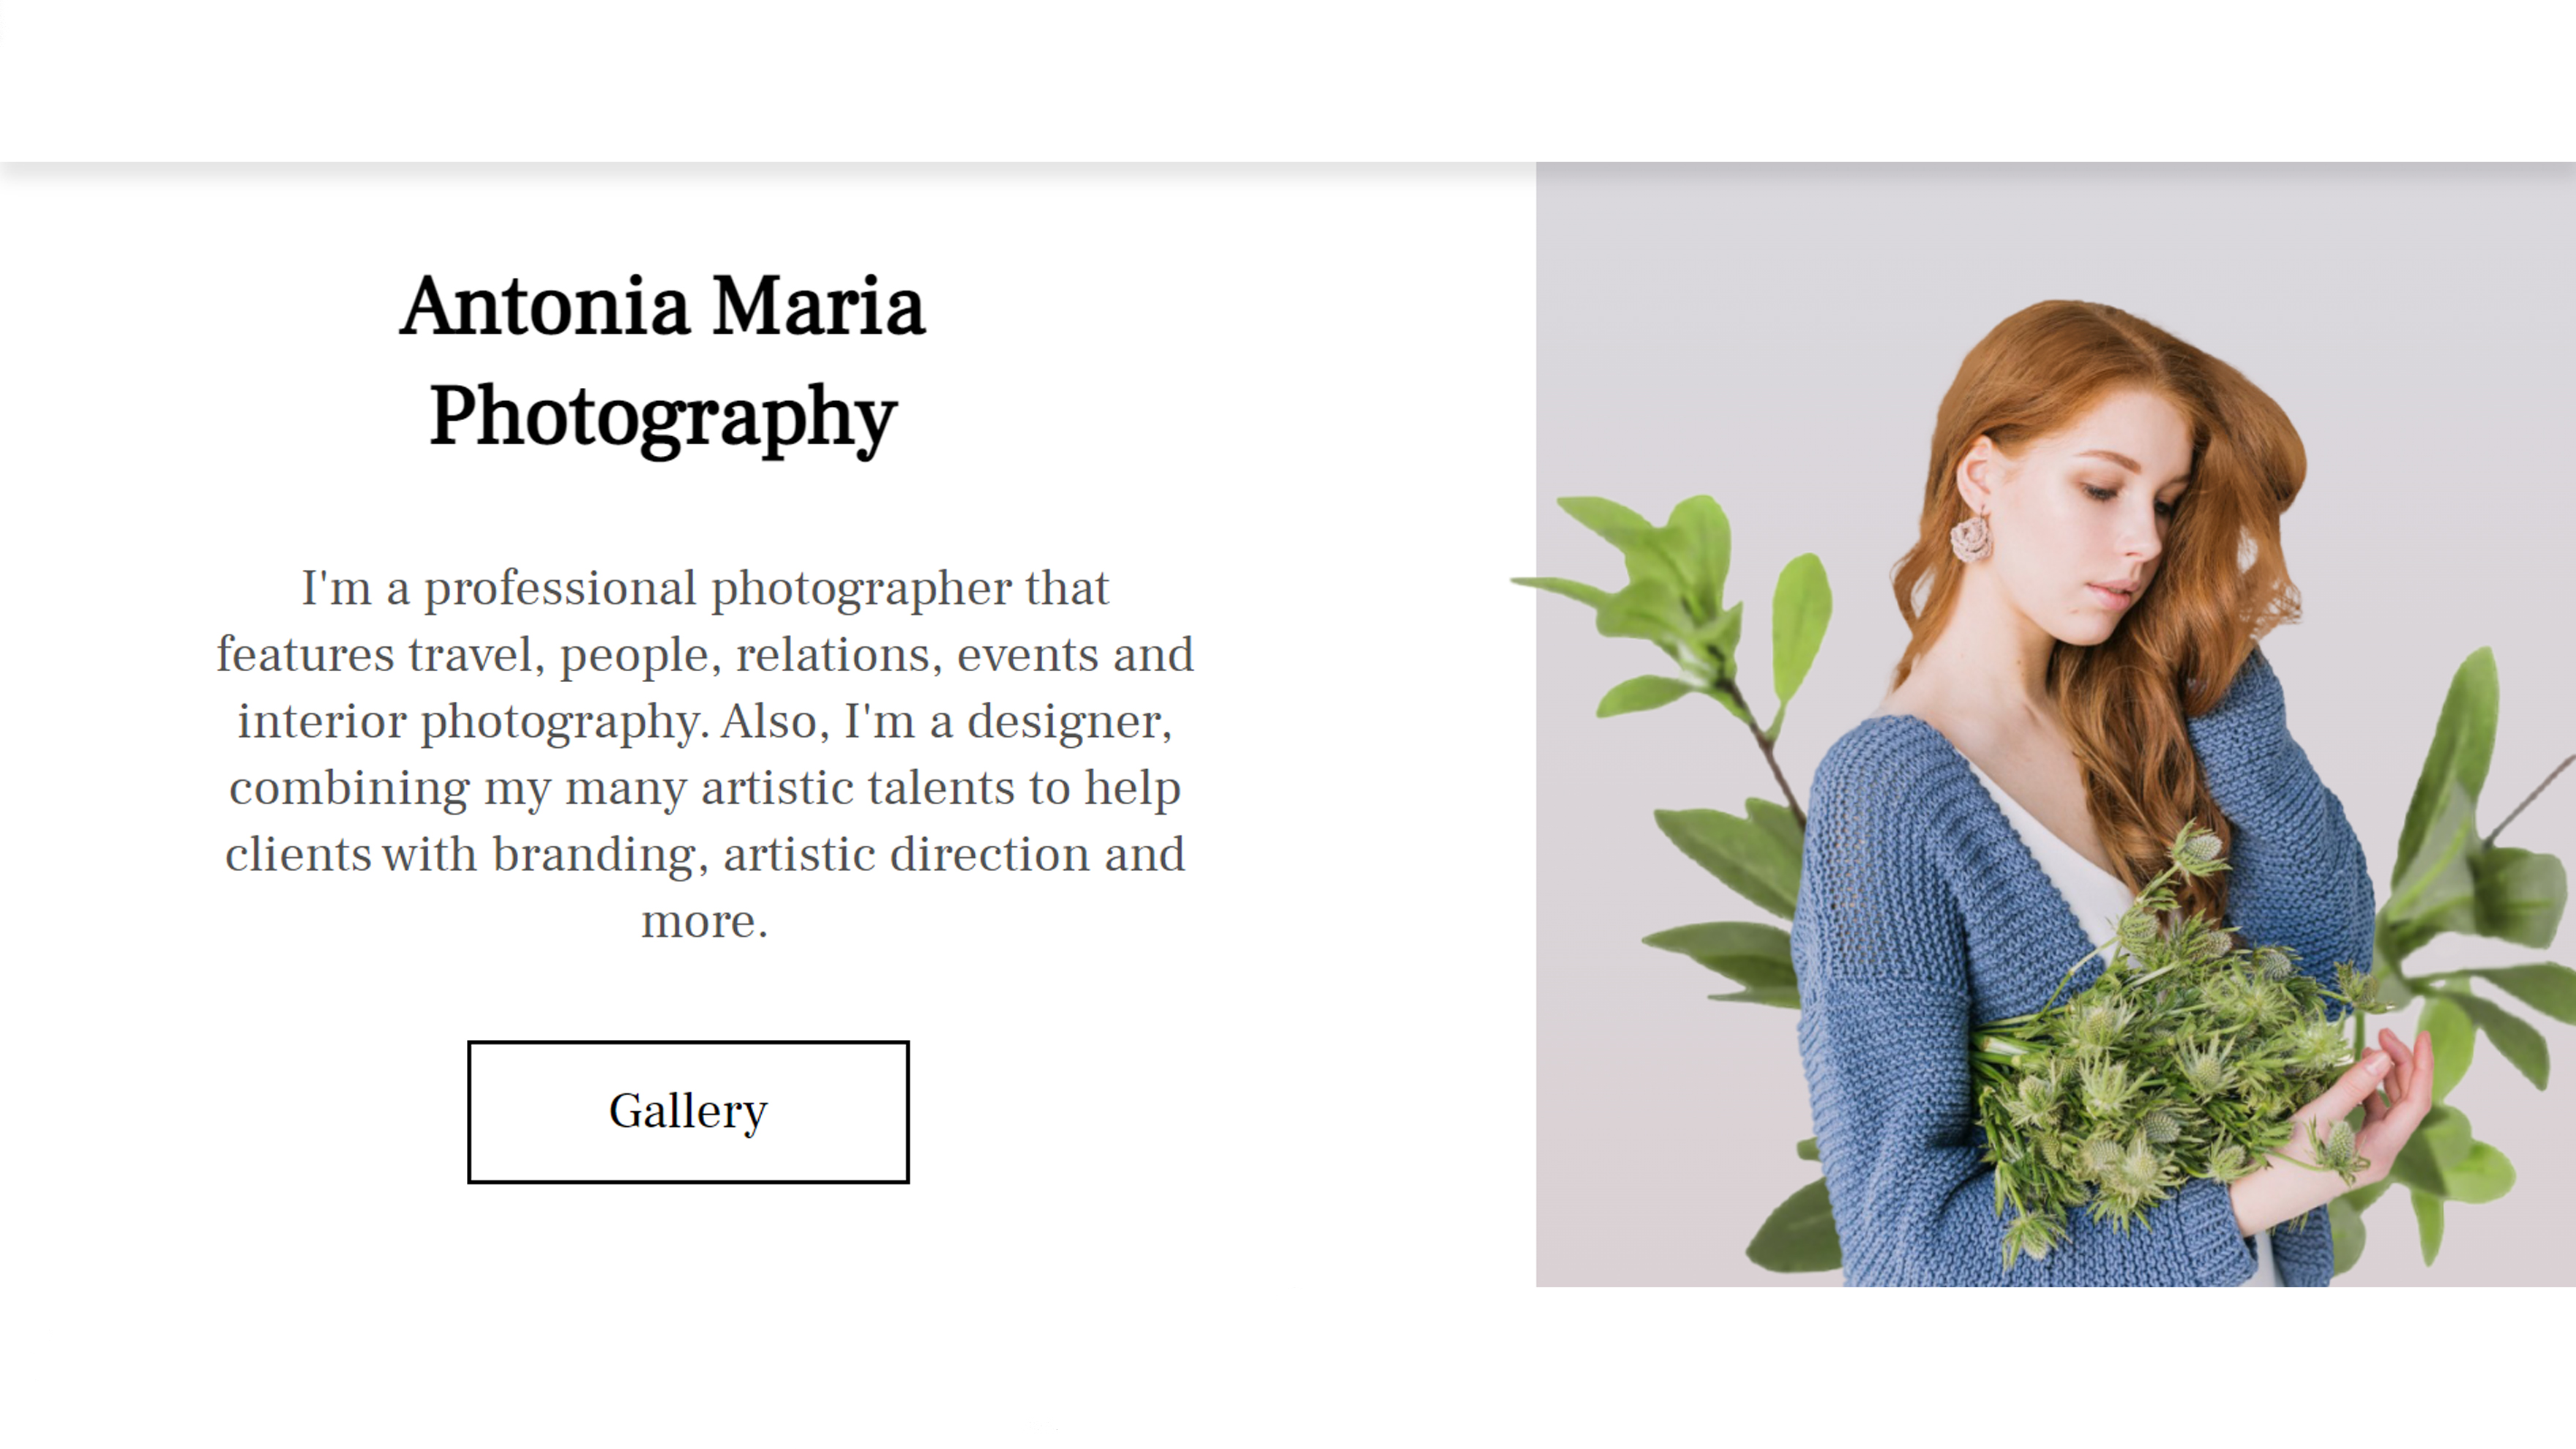 Antonia Maria
Photography
I'm a professional photographer that
features travel, people, relations, events and
interior photography. Also, I'm a designer,
combining my many artistic talents to help
clients with branding, artistic direction and
more.
Gallery